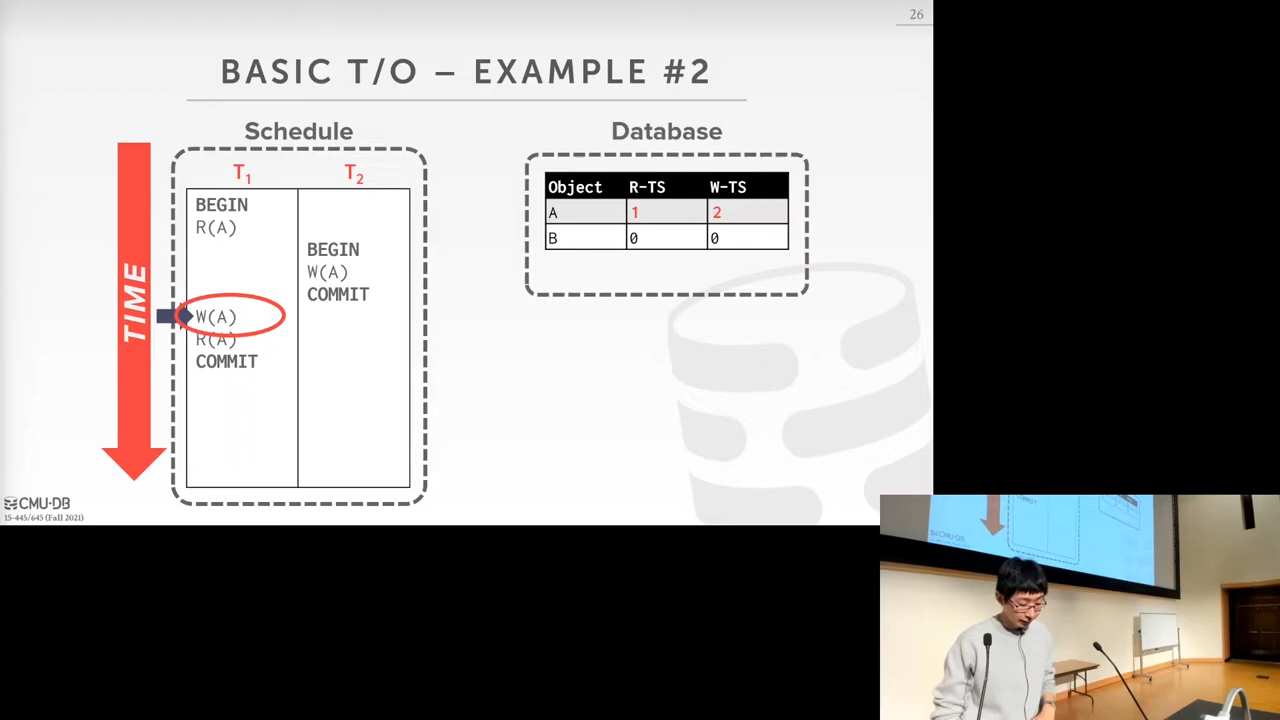 26
BASIC T/O – EXAMPLE #2
Schedule
Database
TIME
T1 T2
BEGIN
R(A)
BEGIN
W(A)
COMMIT
W(A)
R(A)
COMMIT
Object R-TS W-TS
A 1 2
B 0 0
CMU·DB
15-445/645 (Fall 2021)